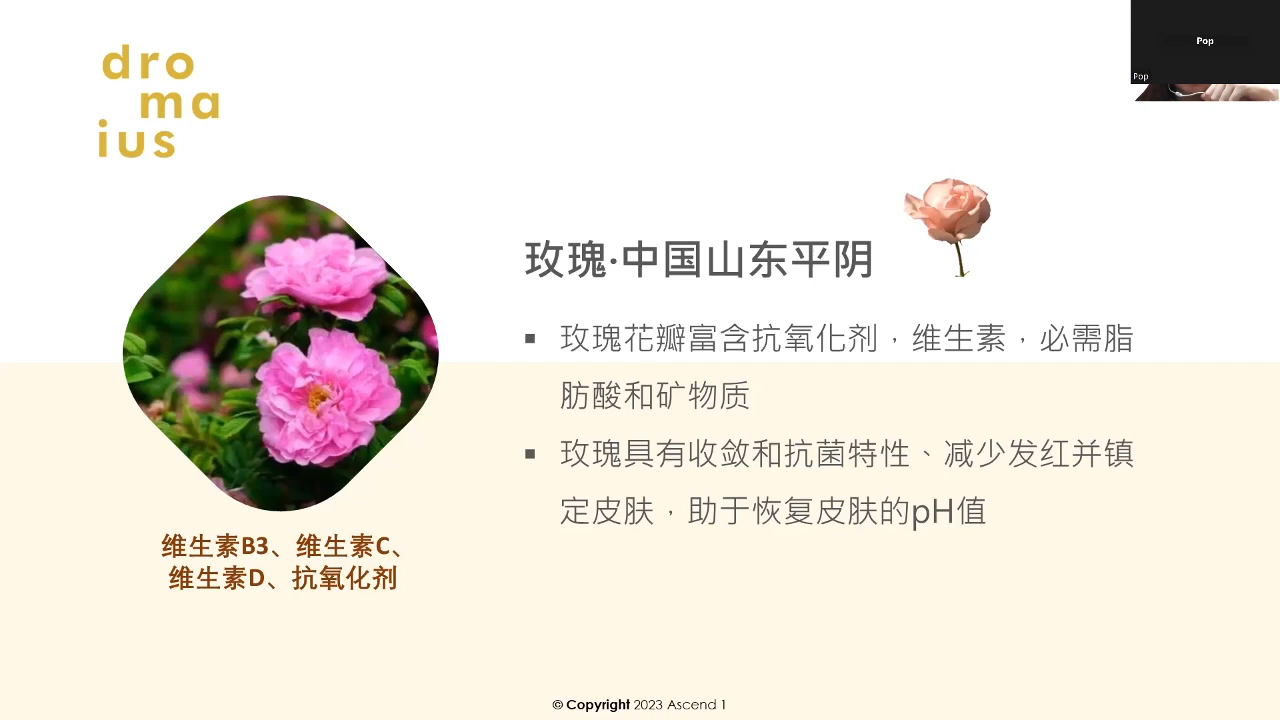 dro
ma
ius
Pop
Pop
玫瑰·中国山东平阴
▪ 玫瑰花瓣富含抗氧化剂，维生素，必需脂
肪酸和矿物质
▪ 玫瑰具有收敛和抗菌特性、减少发红并镇
定皮肤，助于恢复皮肤的pH值
维生素B3、维生素C、
维生素D、抗氧化剂
© Copyright 2023 Ascend 1